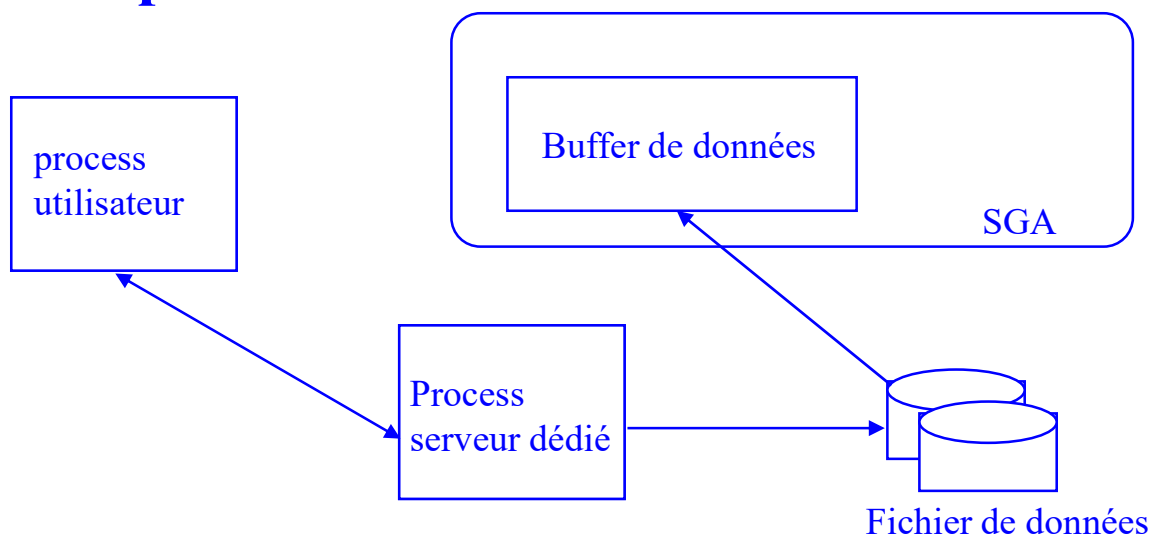 Buffer de données
process
utilisateur
SGA
Process
serveur dédié
Fichier de données